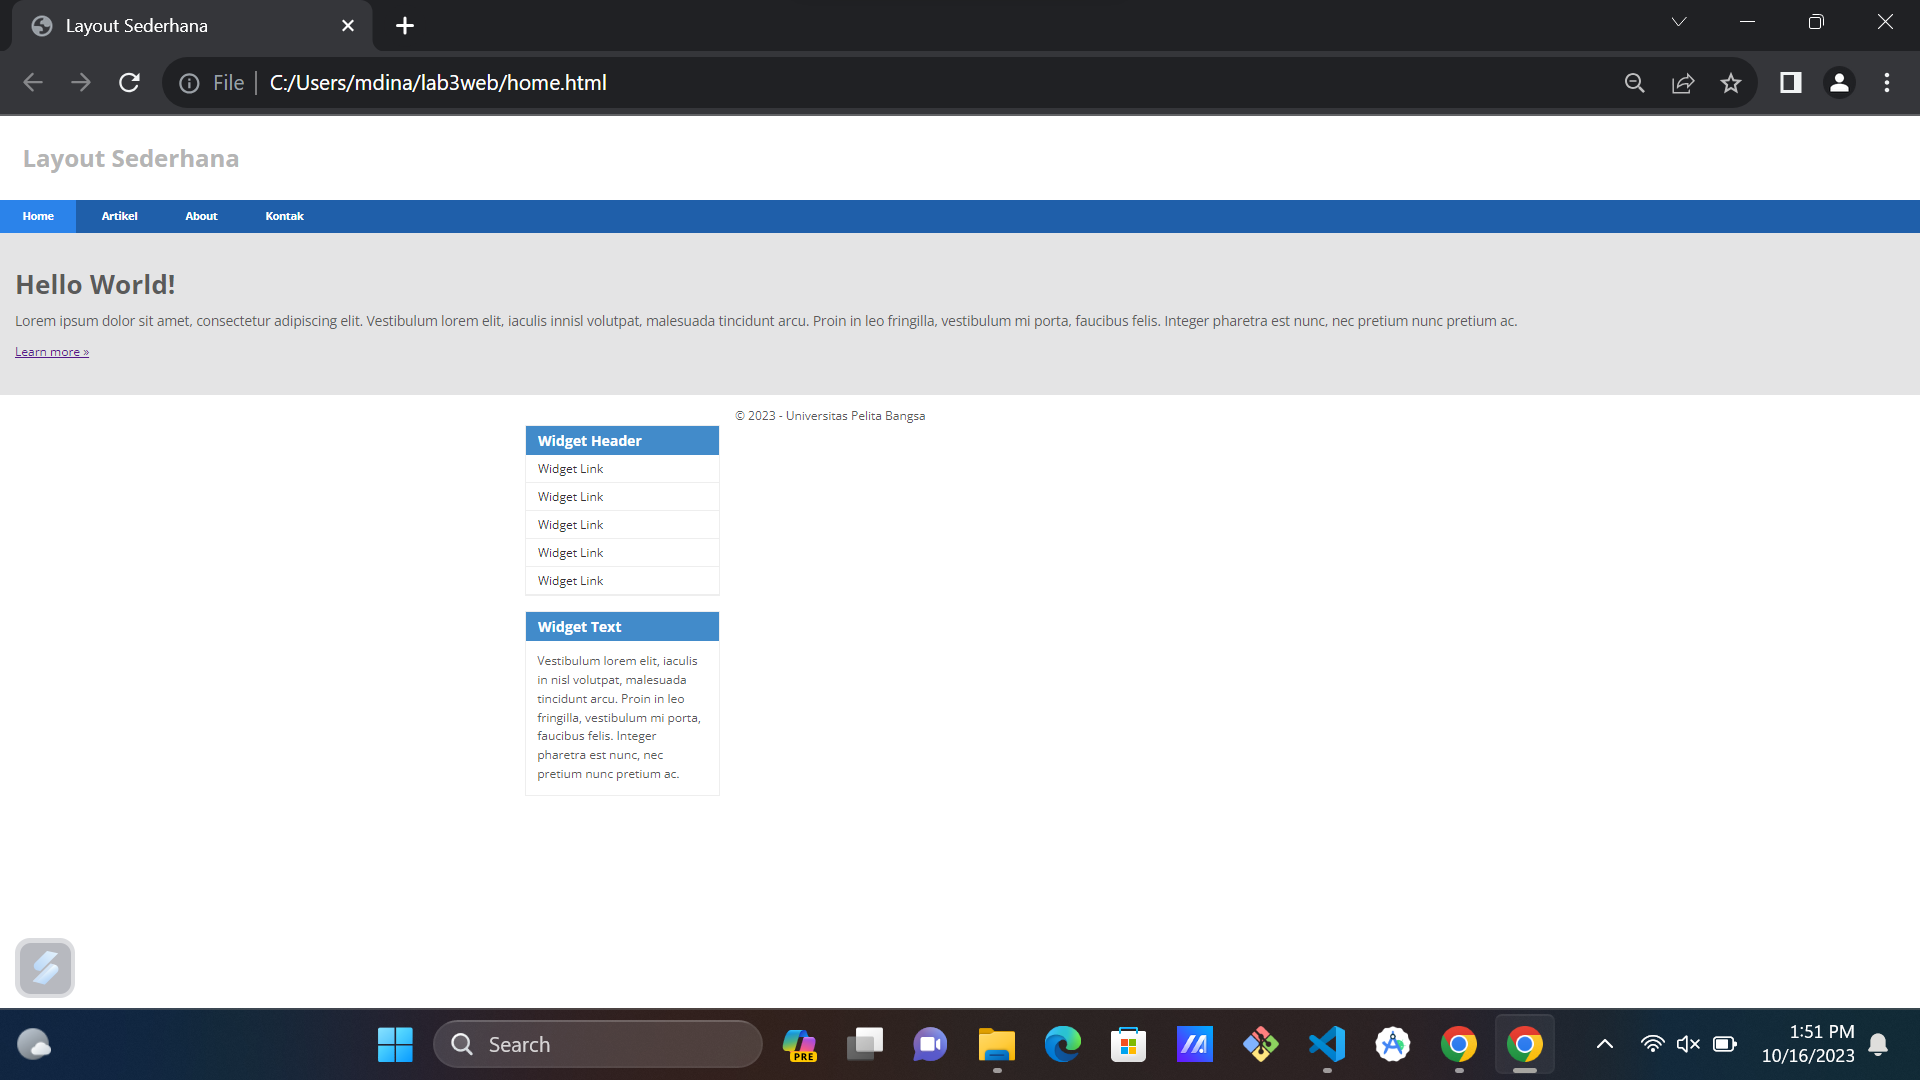 Layout Sederhana
File
C:/Users/mdina/lab3web/home.html
Layout Sederhana
Home Artikel About Kontak
Hello World!
Lorem ipsum dolor sit amet, consectetur adipiscing elit. Vestibulum lorem elit, iaculis innisl volutpat, malesuada tincidunt arcu. Proin in leo fringilla, vestibulum mi porta, faucibus felis. Integer pharetra est nunc, nec pretium nunc pretium ac.
Learn more »
© 2023 - Universitas Pelita Bangsa
Widget Header
Widget Link
Widget Link
Widget Link
Widget Link
Widget Link
Widget Text
Vestibulum lorem elit, iaculis
in nisl volutpat, malesuada
tincidunt arcu. Proin in leo
fringilla, vestibulum mi porta,
faucibus felis. Integer
pharetra est nunc, nec
pretium nunc pretium ac.
Search
PRE
1:51 PM
10/16/2023